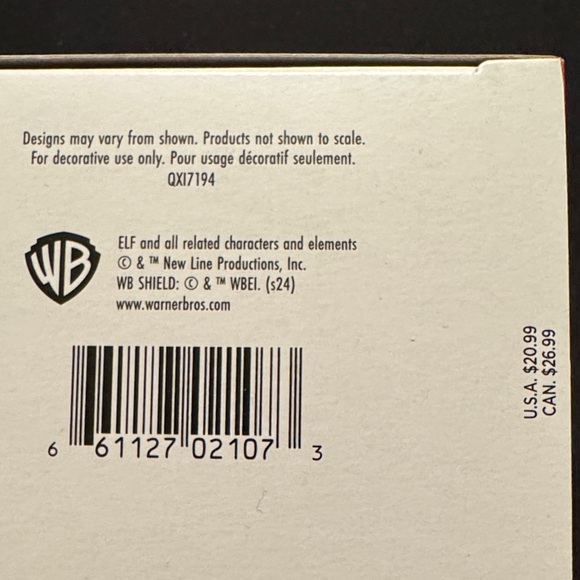 Designs may vary from shown. Products not shown to scale.
For decorative use only. Pour usage décoratif seulement.
QXI7194
WB
ELF and all related characters and elements
© & ™ New Line Productions, Inc.
WB SHIELD: © & ™ WBEI. (s24)
www.warnerbros.com
6 61127 02107 3
U.S.A. $20.99
CAN. $26.99